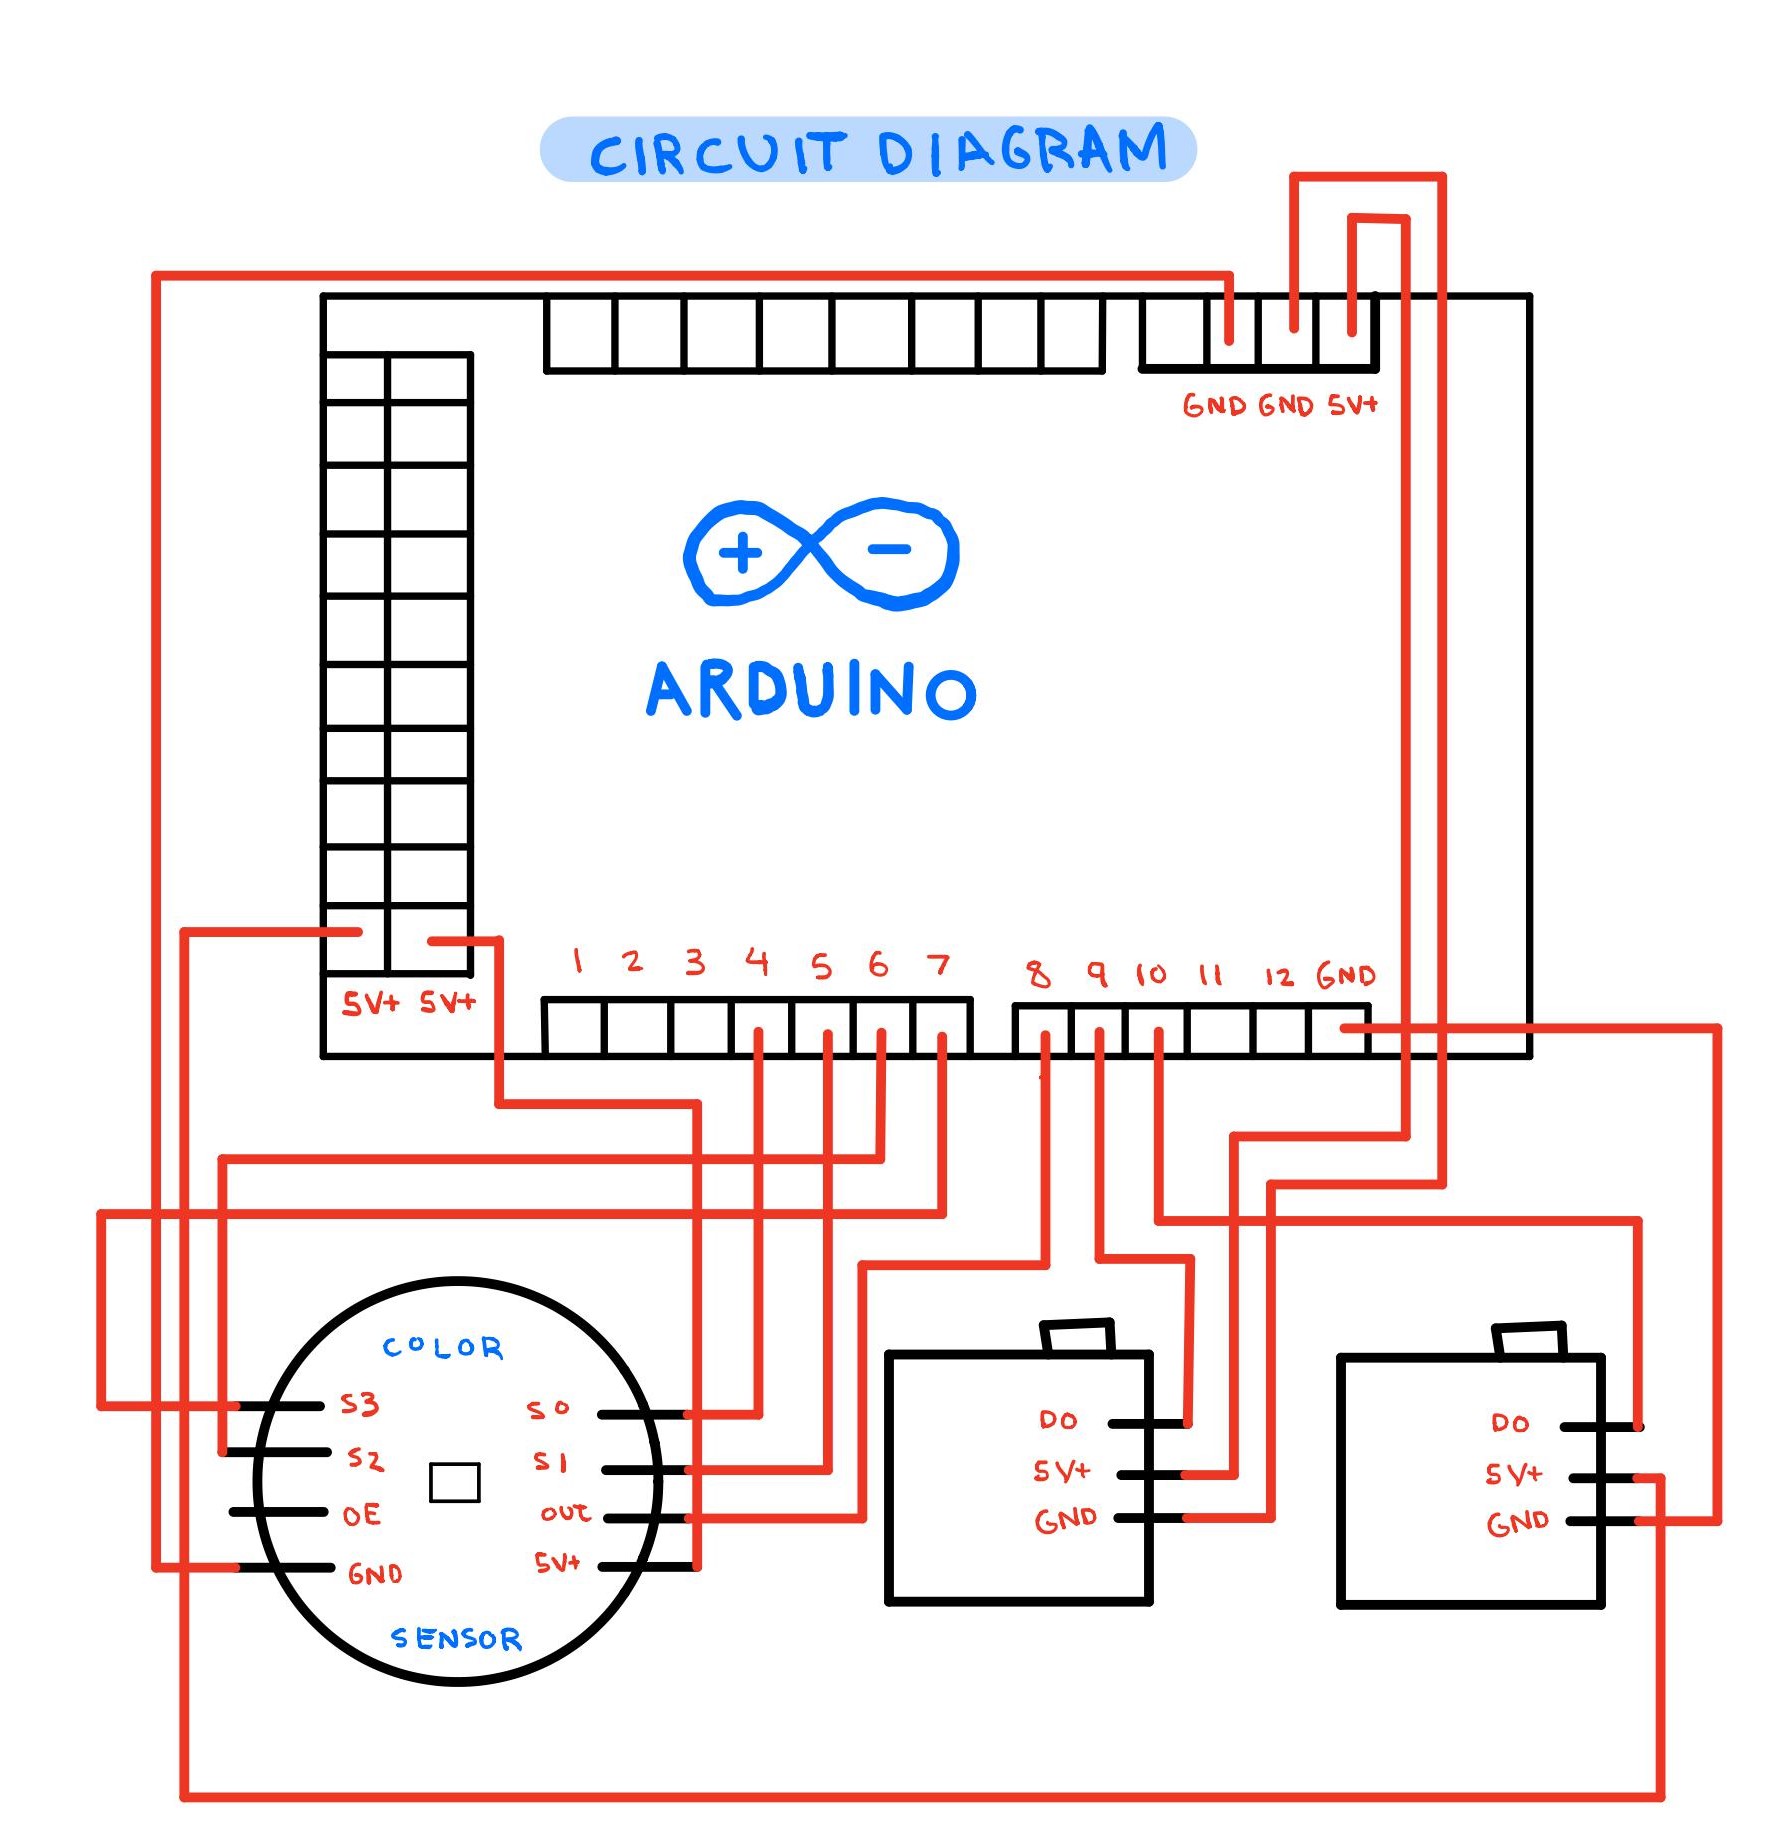 CIRCUIT DIAGRAM
GND GND 5V+
+ -
ARDUINO
5V+ 5V+
1 2 3 4 5 6 7
8 9 10 11 12 GND
COLOR
S3
S2
OE
GND
S0
S1
OUT
5V+
SENSOR
DO
5V+
GND
DO
5V+
GND